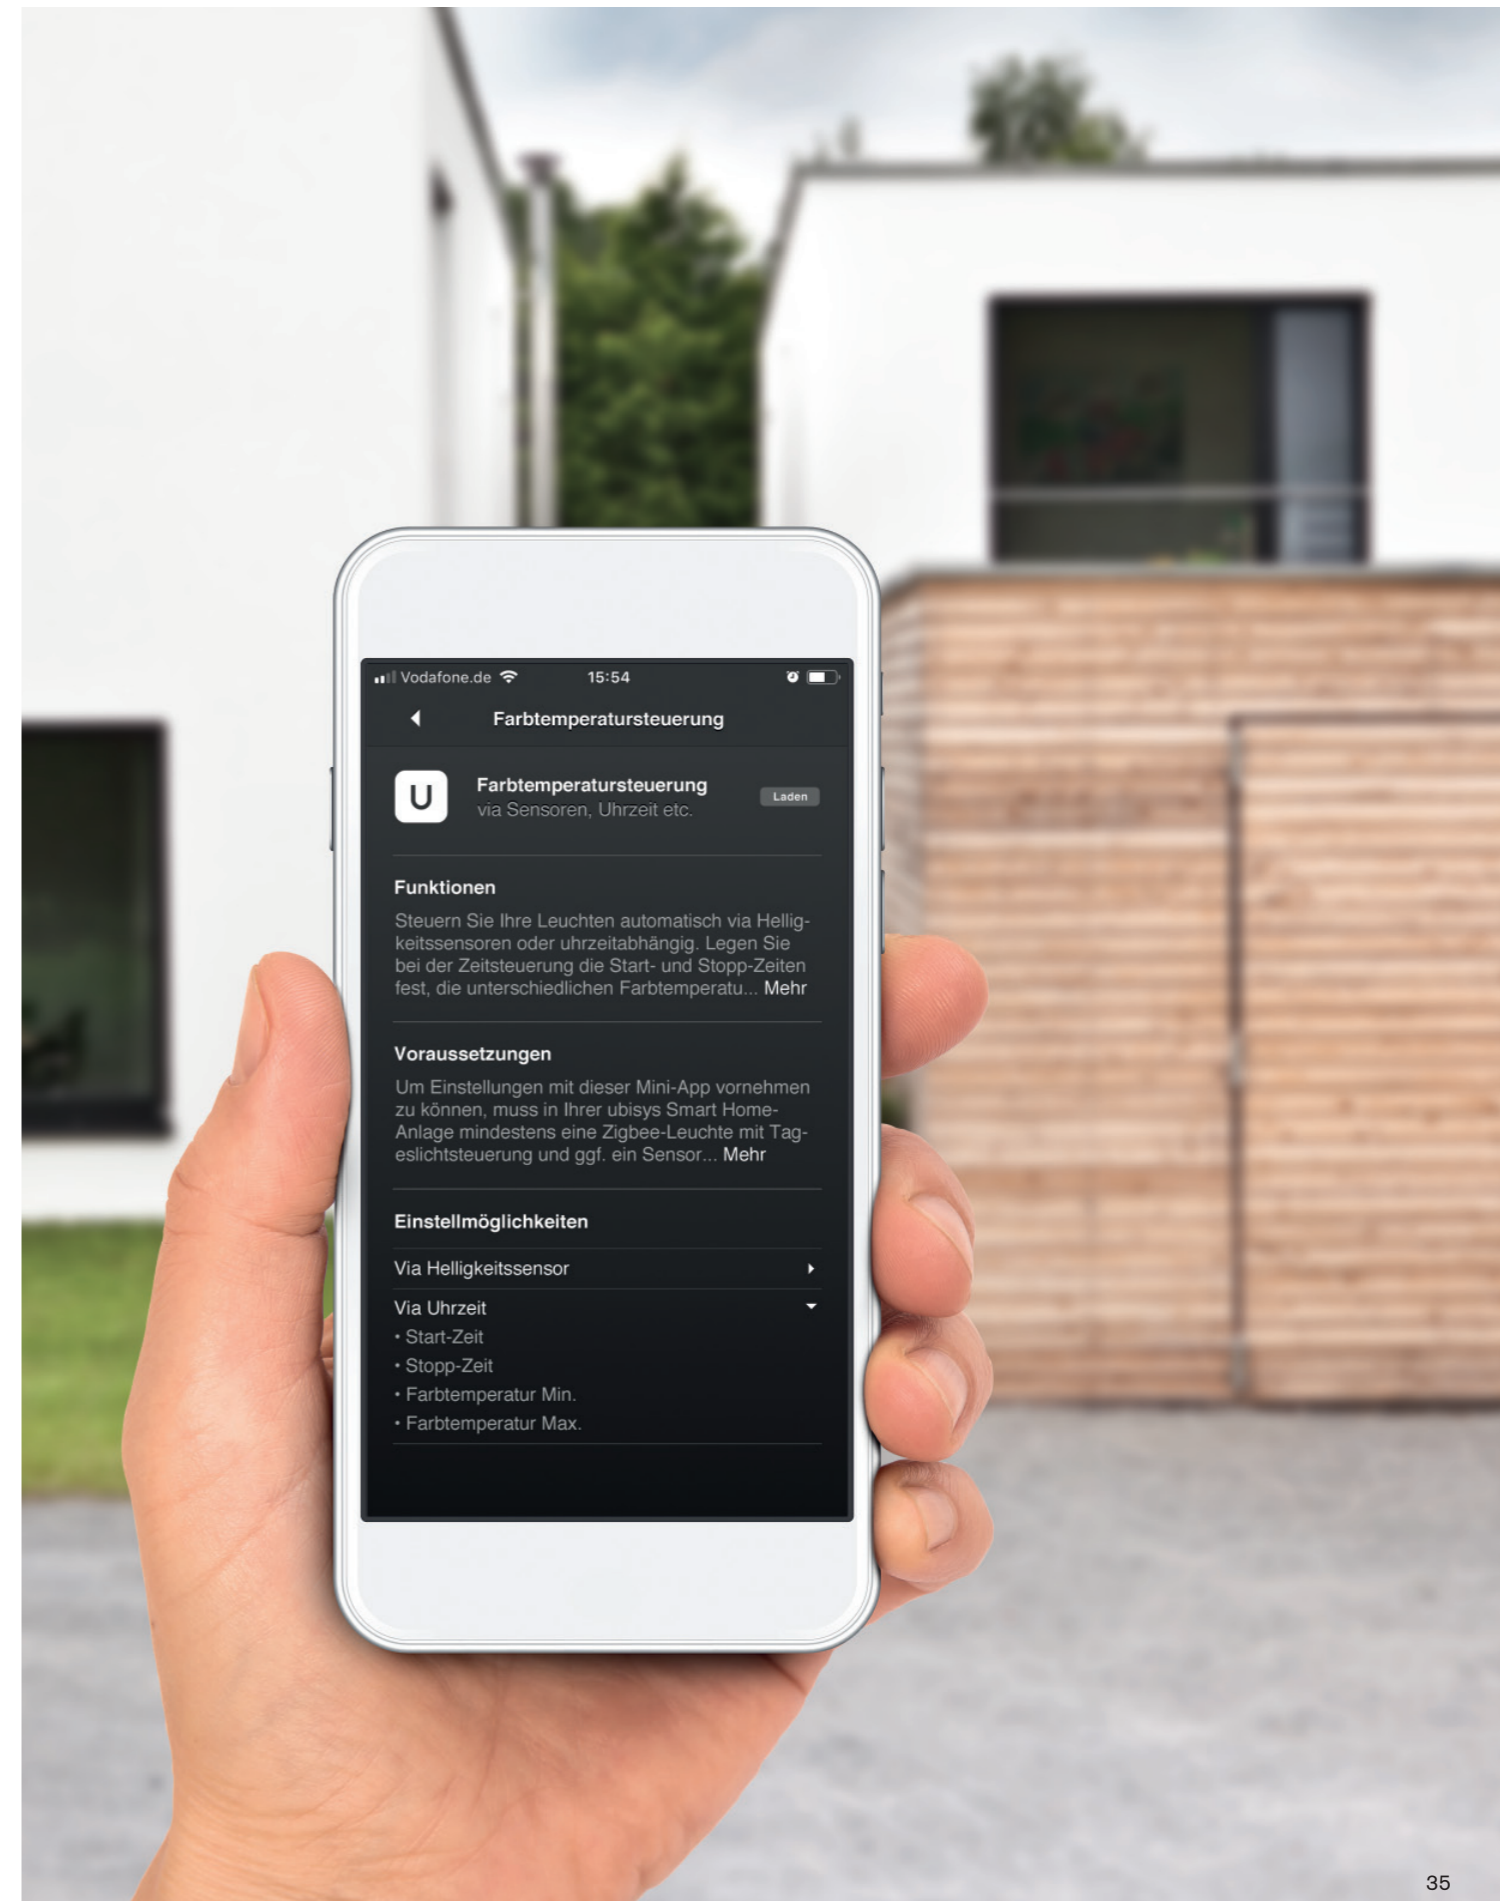 Vodafone.de 15:54
Farbtemperatursteuerung
U Farbtemperatursteuerung
via Sensoren, Uhrzeit etc.
Laden
Funktionen
Steuern Sie Ihre Leuchten automatisch via Hellig-
keitssensoren oder uhrzeitabhängig. Legen Sie
bei der Zeitsteuerung die Start- und Stopp-Zeiten
fest, die unterschiedlichen Farbtemperatu... Mehr
Voraussetzungen
Um Einstellungen mit dieser Mini-App vornehmen
zu können, muss in Ihrer ubisys Smart Home-
Anlage mindestens eine Zigbee-Leuchte mit Tag-
eslichtsteuerung und ggf. ein Sensor... Mehr
Einstellmöglichkeiten
Via Helligkeitssensor
Via Uhrzeit
• Start-Zeit
• Stopp-Zeit
• Farbtemperatur Min.
• Farbtemperatur Max.
35